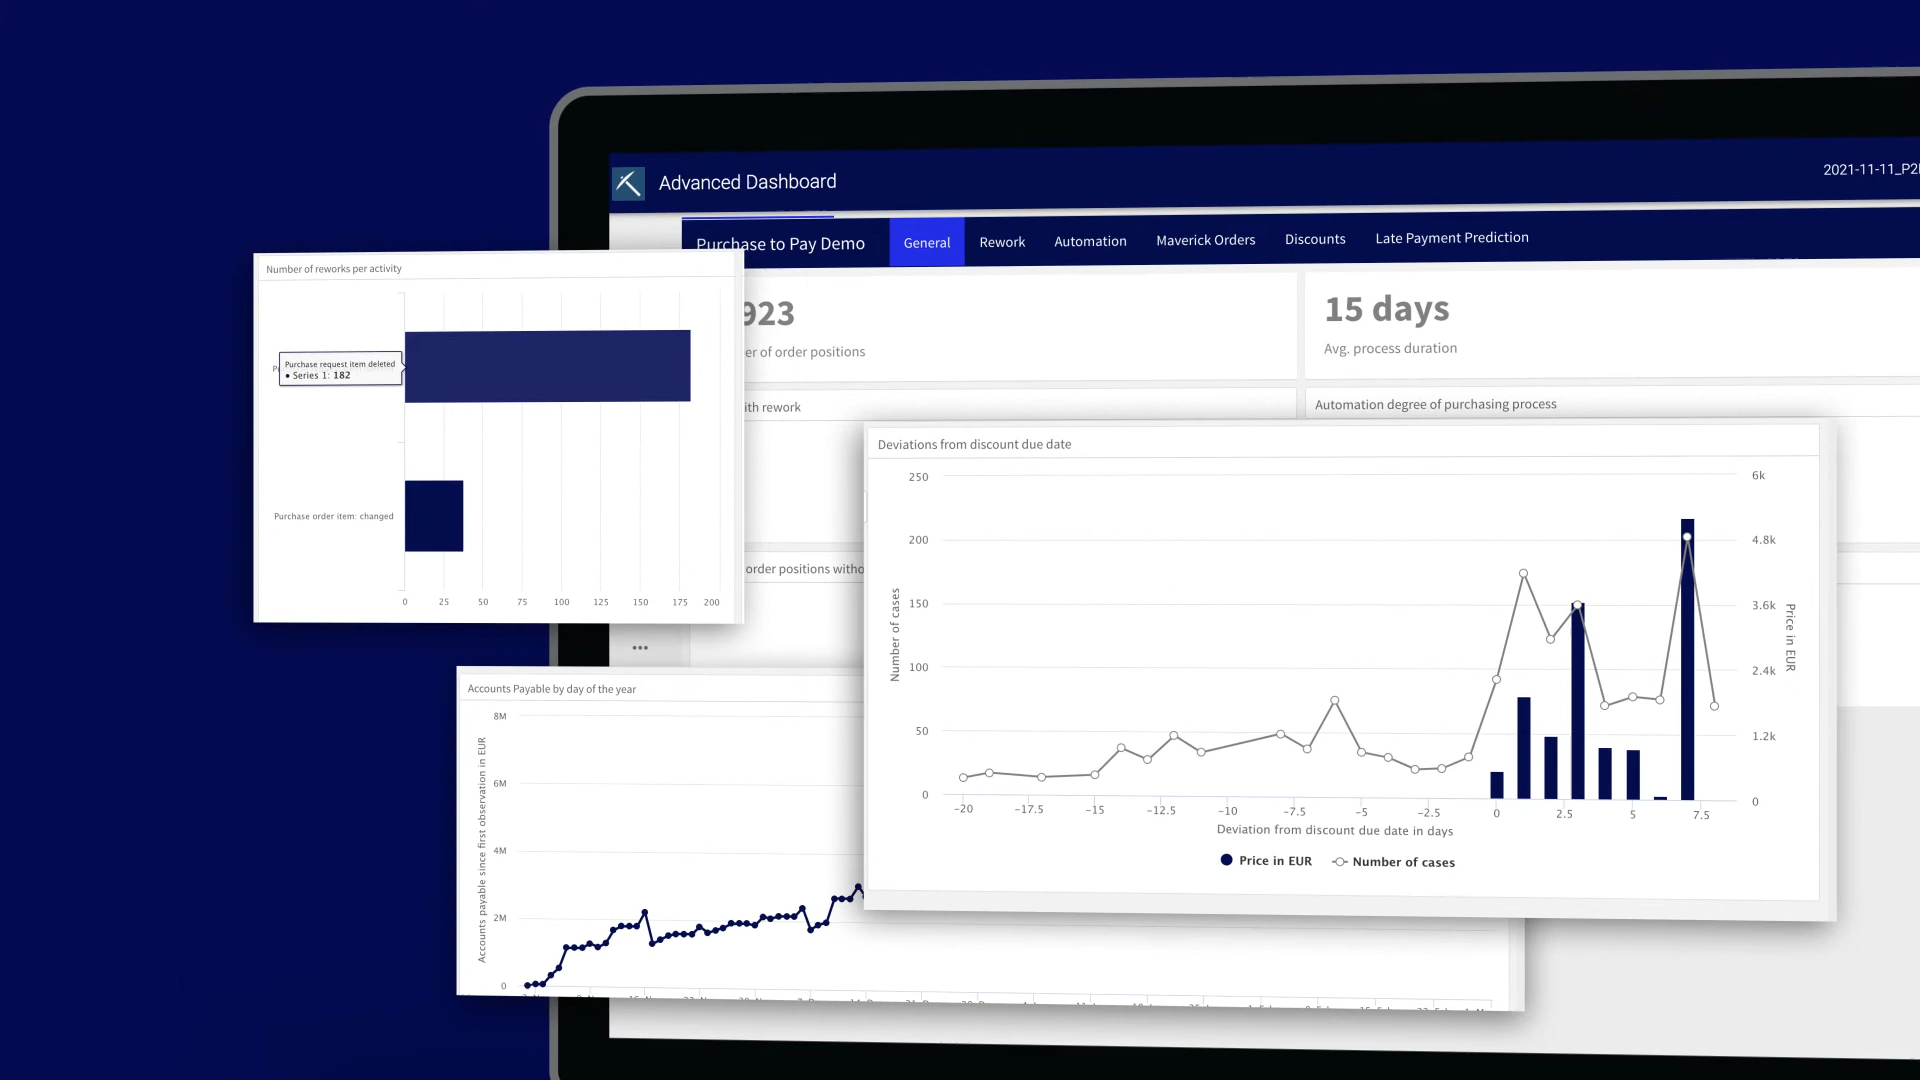 Advanced Dashboard
2021-11-11_P2
Purchase to Pay Demo
General
Rework
Automation
Maverick Orders
Discounts
Late Payment Prediction
923
er of order positions
15 days
Avg. process duration
ith rework
Automation degree of purchasing process
order positions witho
Number of reworks per activity
Purchase request item deleted
● Series 1: 182
Purchase order item: changed
0 25 50 75 100 125 150 175 200
Deviations from discount due date
250
200
150
100
50
0
Number of cases
6k
4.8k
3.6k
2.4k
1.2k
0
Price in EUR
−20 −17.5 −15 −12.5 −10 −7.5 −5 −2.5 0 2.5 5 7.5
Deviation from discount due date in days
Price in EUR
Number of cases
•••
Accounts Payable by day of the year
8M
6M
4M
2M
0
Accounts payable since first observation in EUR